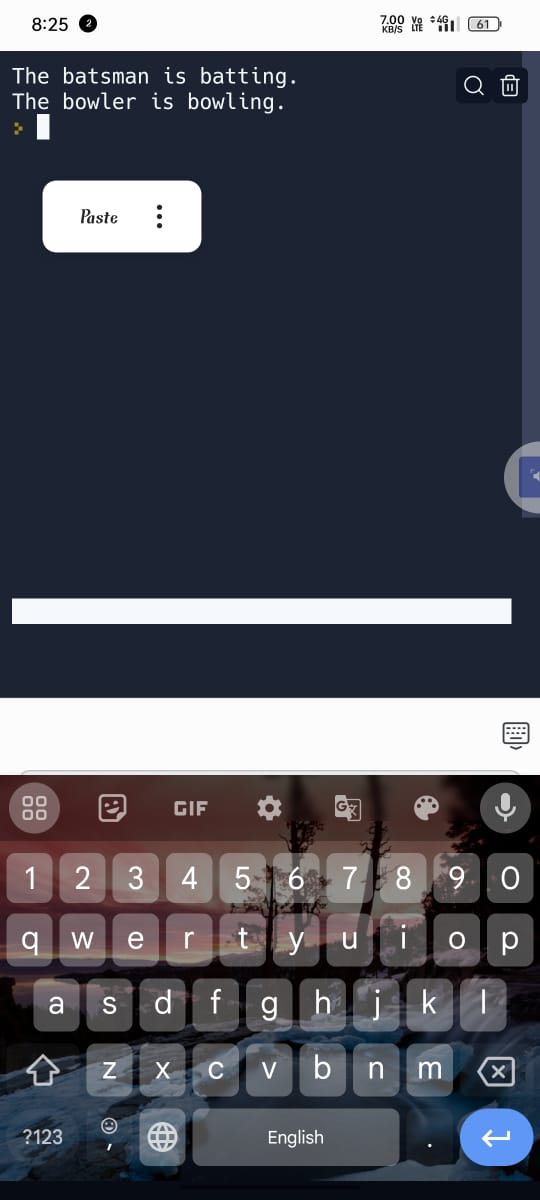 8:25 2 7.00 KB/S Vo LTE 4G 61
The batsman is batting.
The bowler is bowling.
Paste
GIF
1 2 3 4 5 6 7 8 9 0
q w e r t y u i o p
a s d f g h j k l
z x c v b n m
?123 , English .